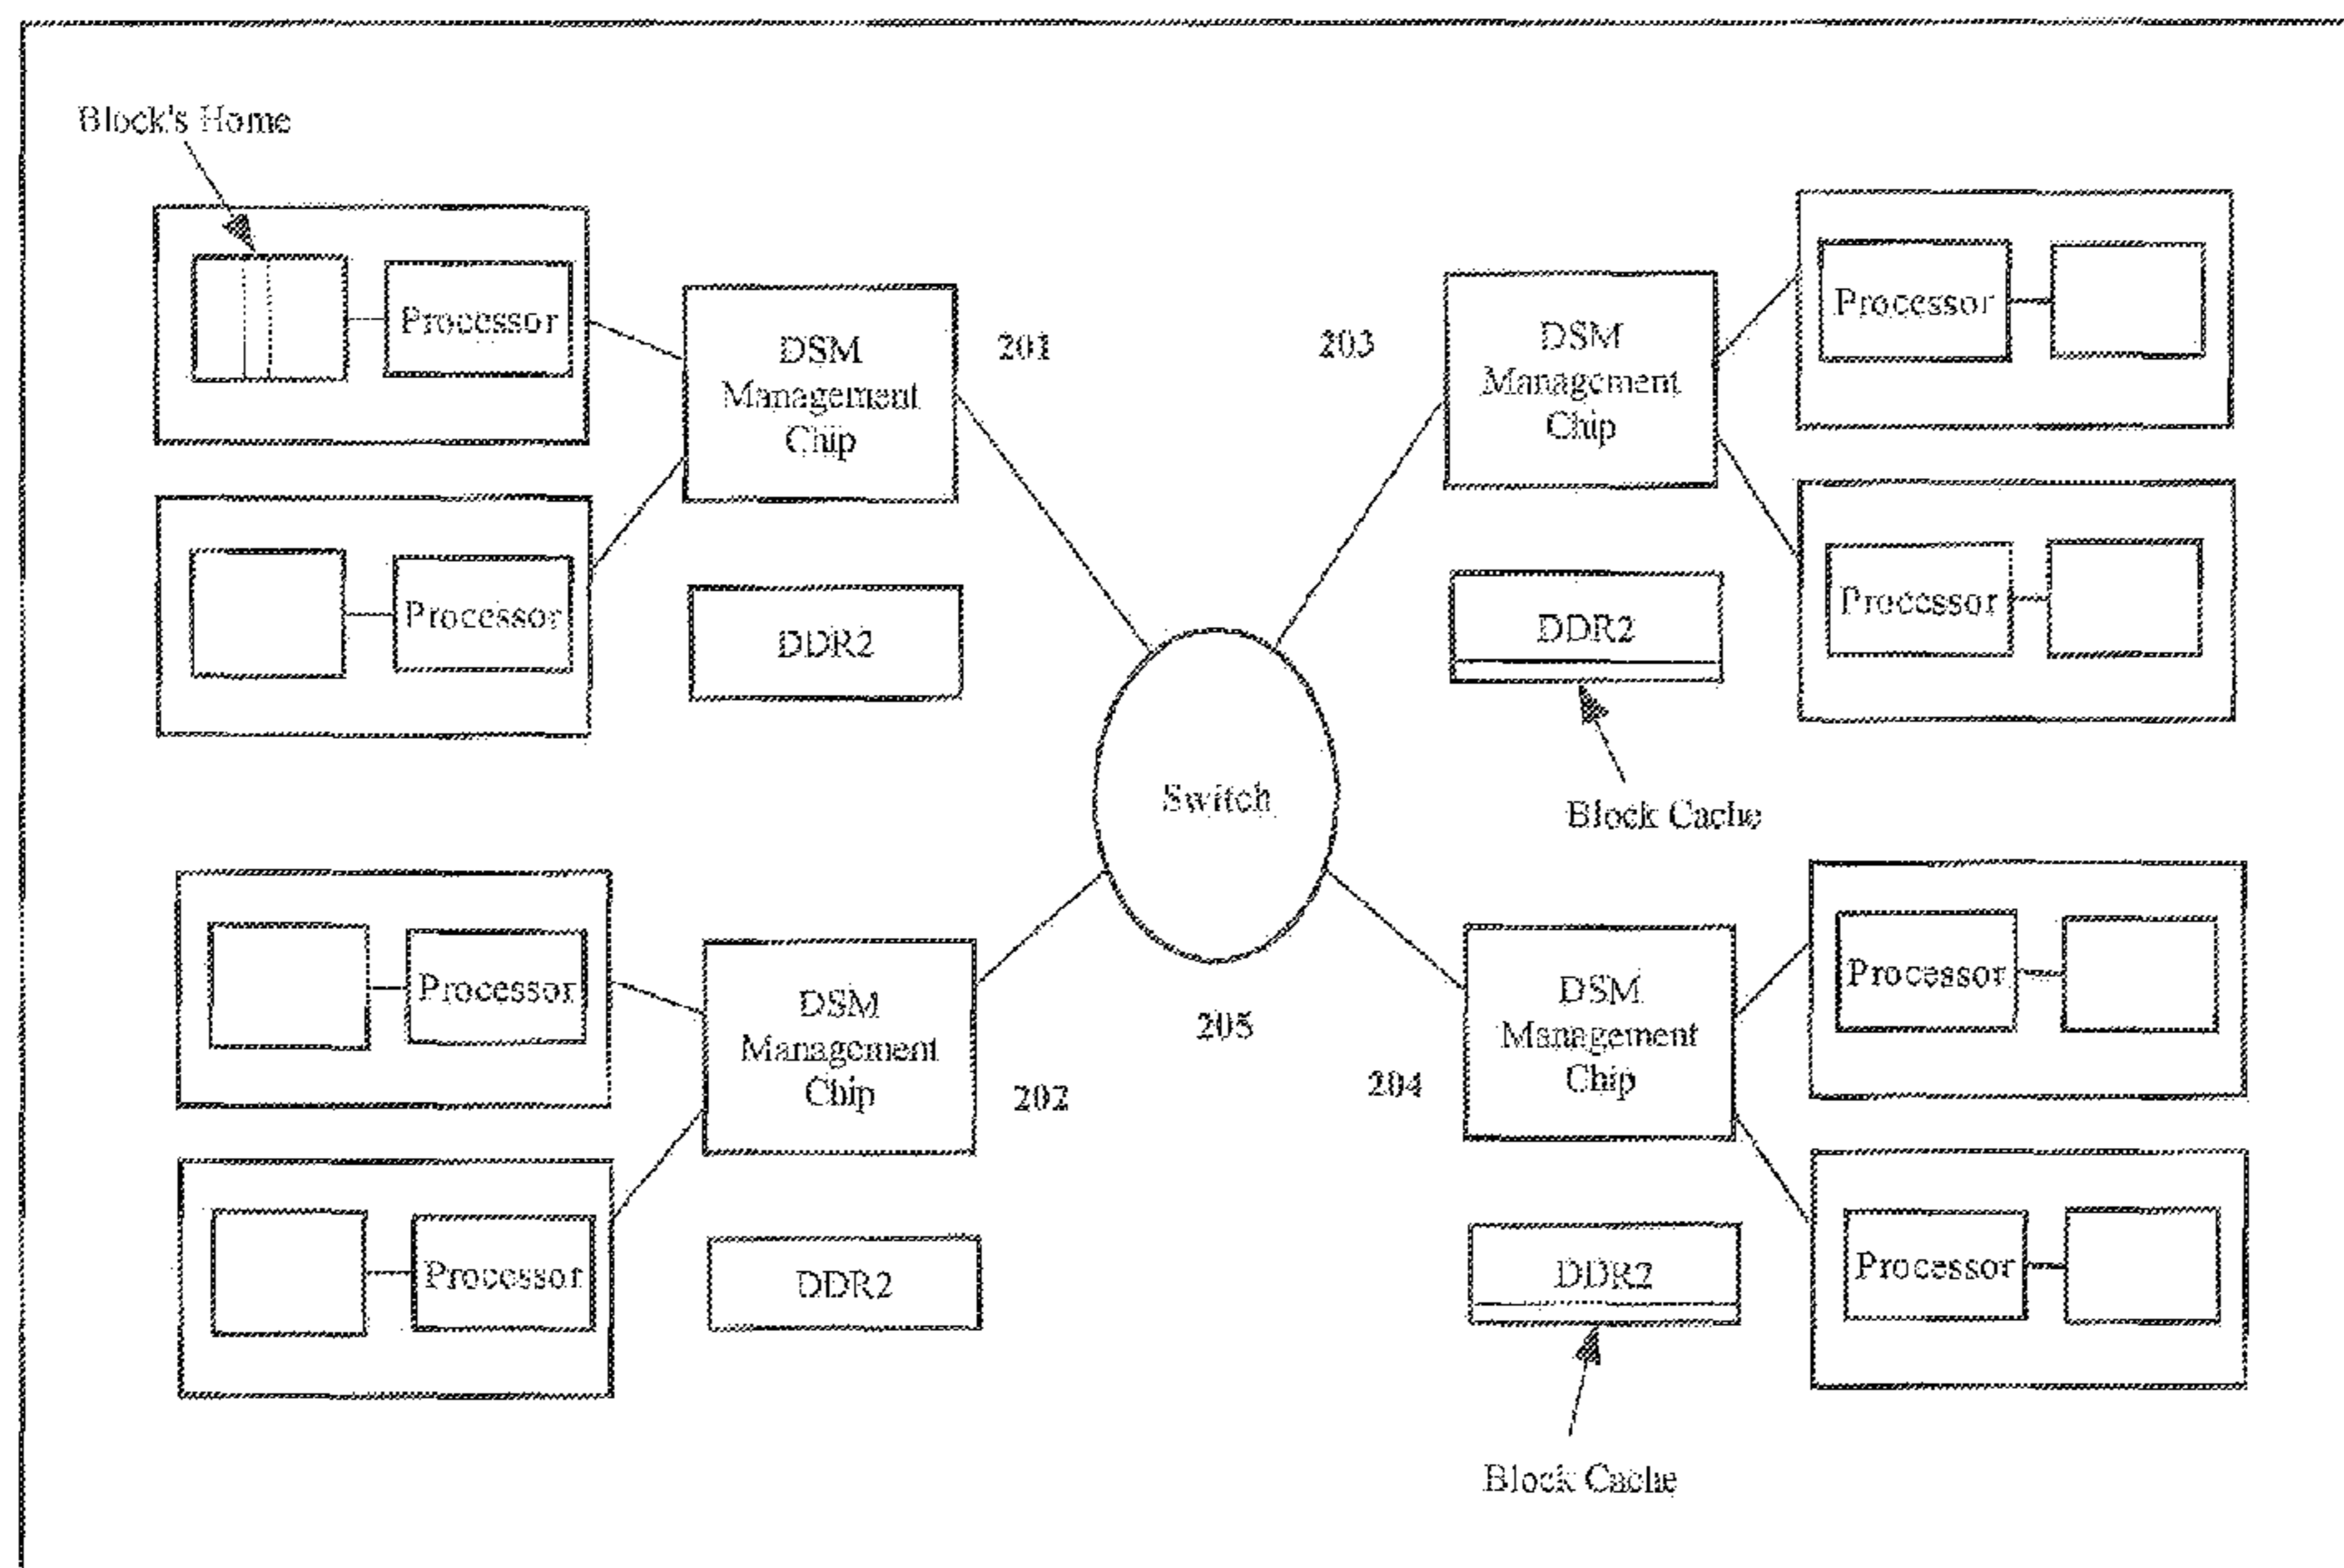 Block's Home
Processor
DSM
Management
Chip
201
Processor
DDR2
203
DSM
Management
Chip
Processor
Processor
DDR2
Block Cache
Switch
205
Processor
DSM
Management
Chip
202
Processor
DDR2
204
DSM
Management
Chip
Processor
Processor
DDR2
Block Cache